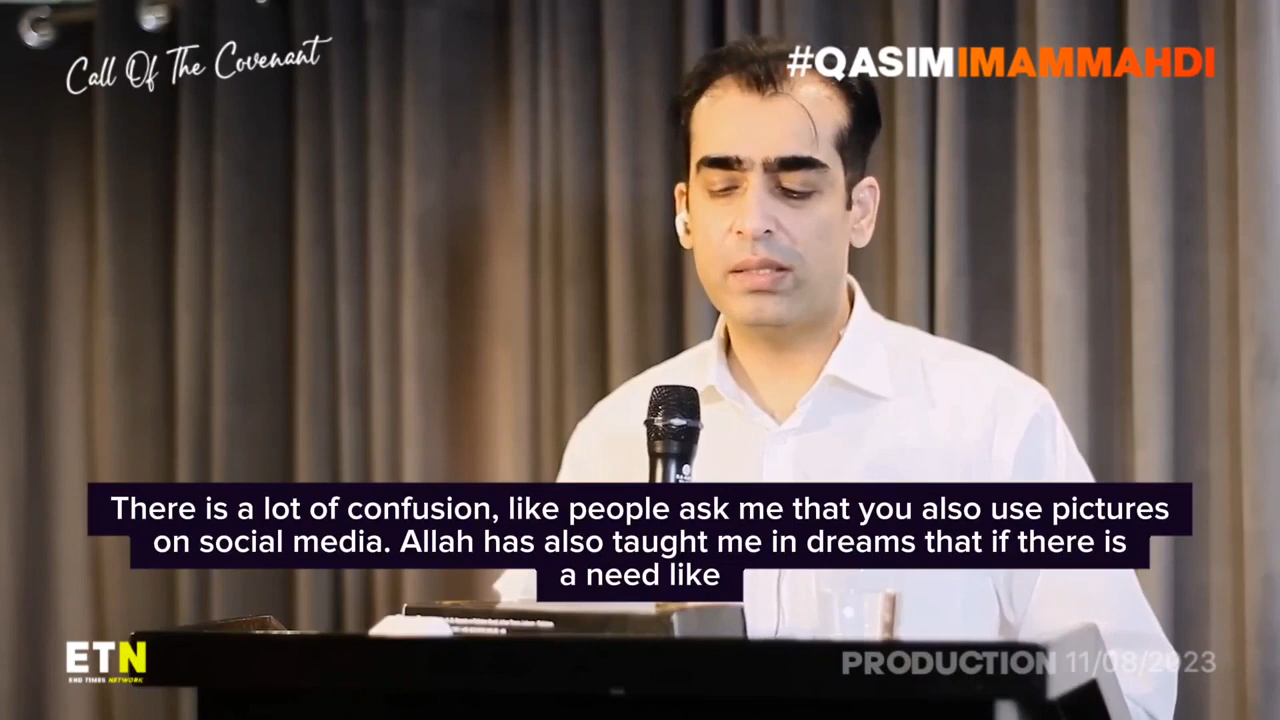 Call Of The Covenant
#QASIMIMAMMAHDI
There is a lot of confusion, like people ask me that you also use pictures
on social media. Allah has also taught me in dreams that if there is
a need like
ETN
END TIMES NETWORK
PRODUCTION 11/08/2023